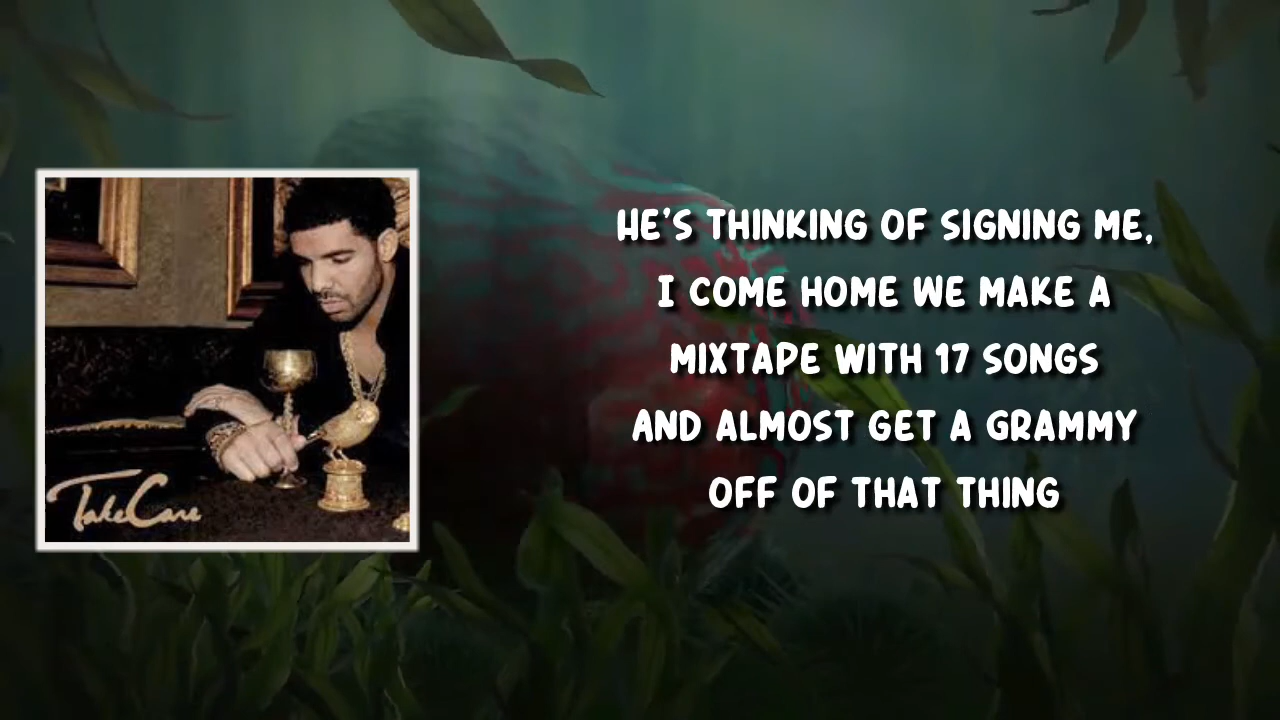 TakeCare
HE'S THINKING OF SIGNING ME,
I COME HOME WE MAKE A
MIXTAPE WITH 17 SONGS
AND ALMOST GET A GRAMMY
OFF OF THAT THING